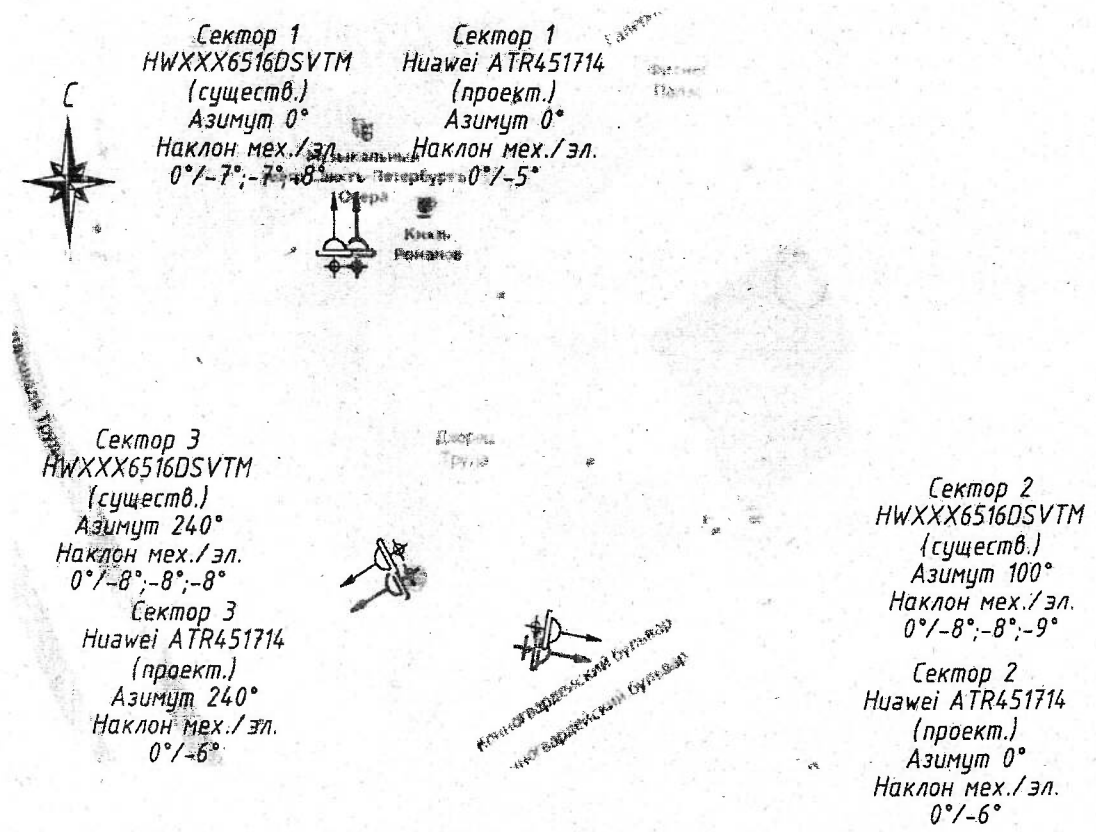 Сектор 1
HWXXX6516DSVTM
(существ.)
Азимут 0°
Наклон мех./эл.
0°/-7°;-7°;-8°
Сектор 1
Huawei ATR451714
(проект.)
Азимут 0°
Наклон мех./эл.
0°/-5°
С
Опера
Князь
Романов
Дворец
Труда
Сектор 3
HWXXX6516DSVTM
(существ.)
Азимут 240°
Наклон мех./эл.
0°/-8°;-8°;-8°
Сектор 3
Huawei ATR451714
(проект.)
Азимут 240°
Наклон мех./эл.
0°/-6°
Конногвардейский бульвар
ногвардейский бульвар
Сектор 2
HWXXX6516DSVTM
(существ.)
Азимут 100°
Наклон мех./эл.
0°/-8°;-8°;-9°
Сектор 2
Huawei ATR451714
(проект.)
Азимут 0°
Наклон мех./эл.
0°/-6°